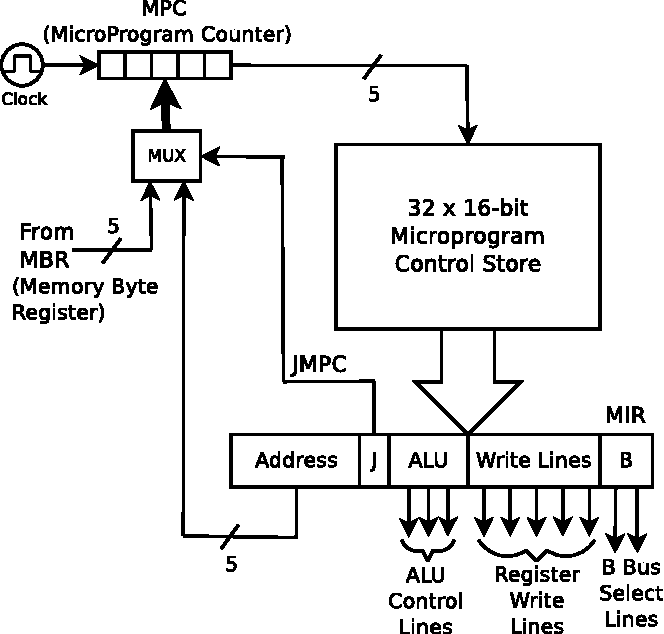 MPC
(MicroProgram Counter)
Clock
5
MUX
From
MBR
(Memory Byte
Register)
5
32 x 16-bit
Microprogram
Control Store
JMPC
MIR
Address J ALU Write Lines B
5
ALU
Control
Lines
Register
Write
Lines
B Bus
Select
Lines